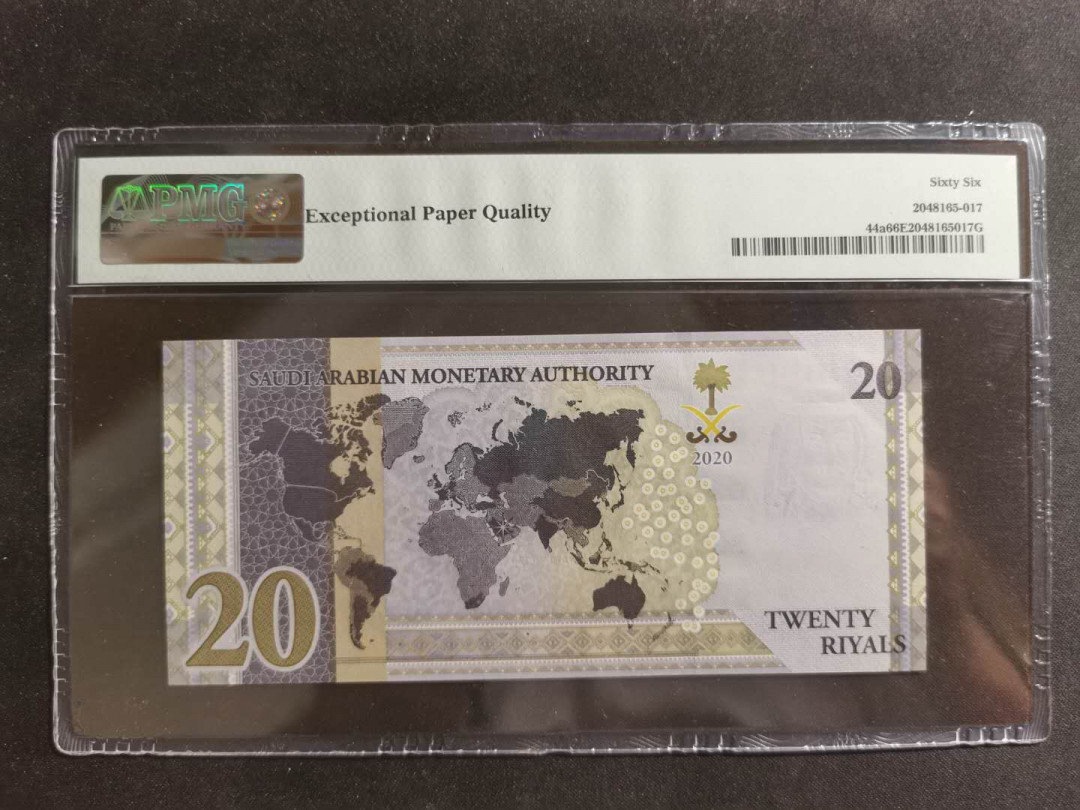 PMG
Exceptional Paper Quality
Sixty Six
2048165-017
44a66E2048165017G
SAUDI ARABIAN MONETARY AUTHORITY
20
2020
20
TWENTY
RIYALS